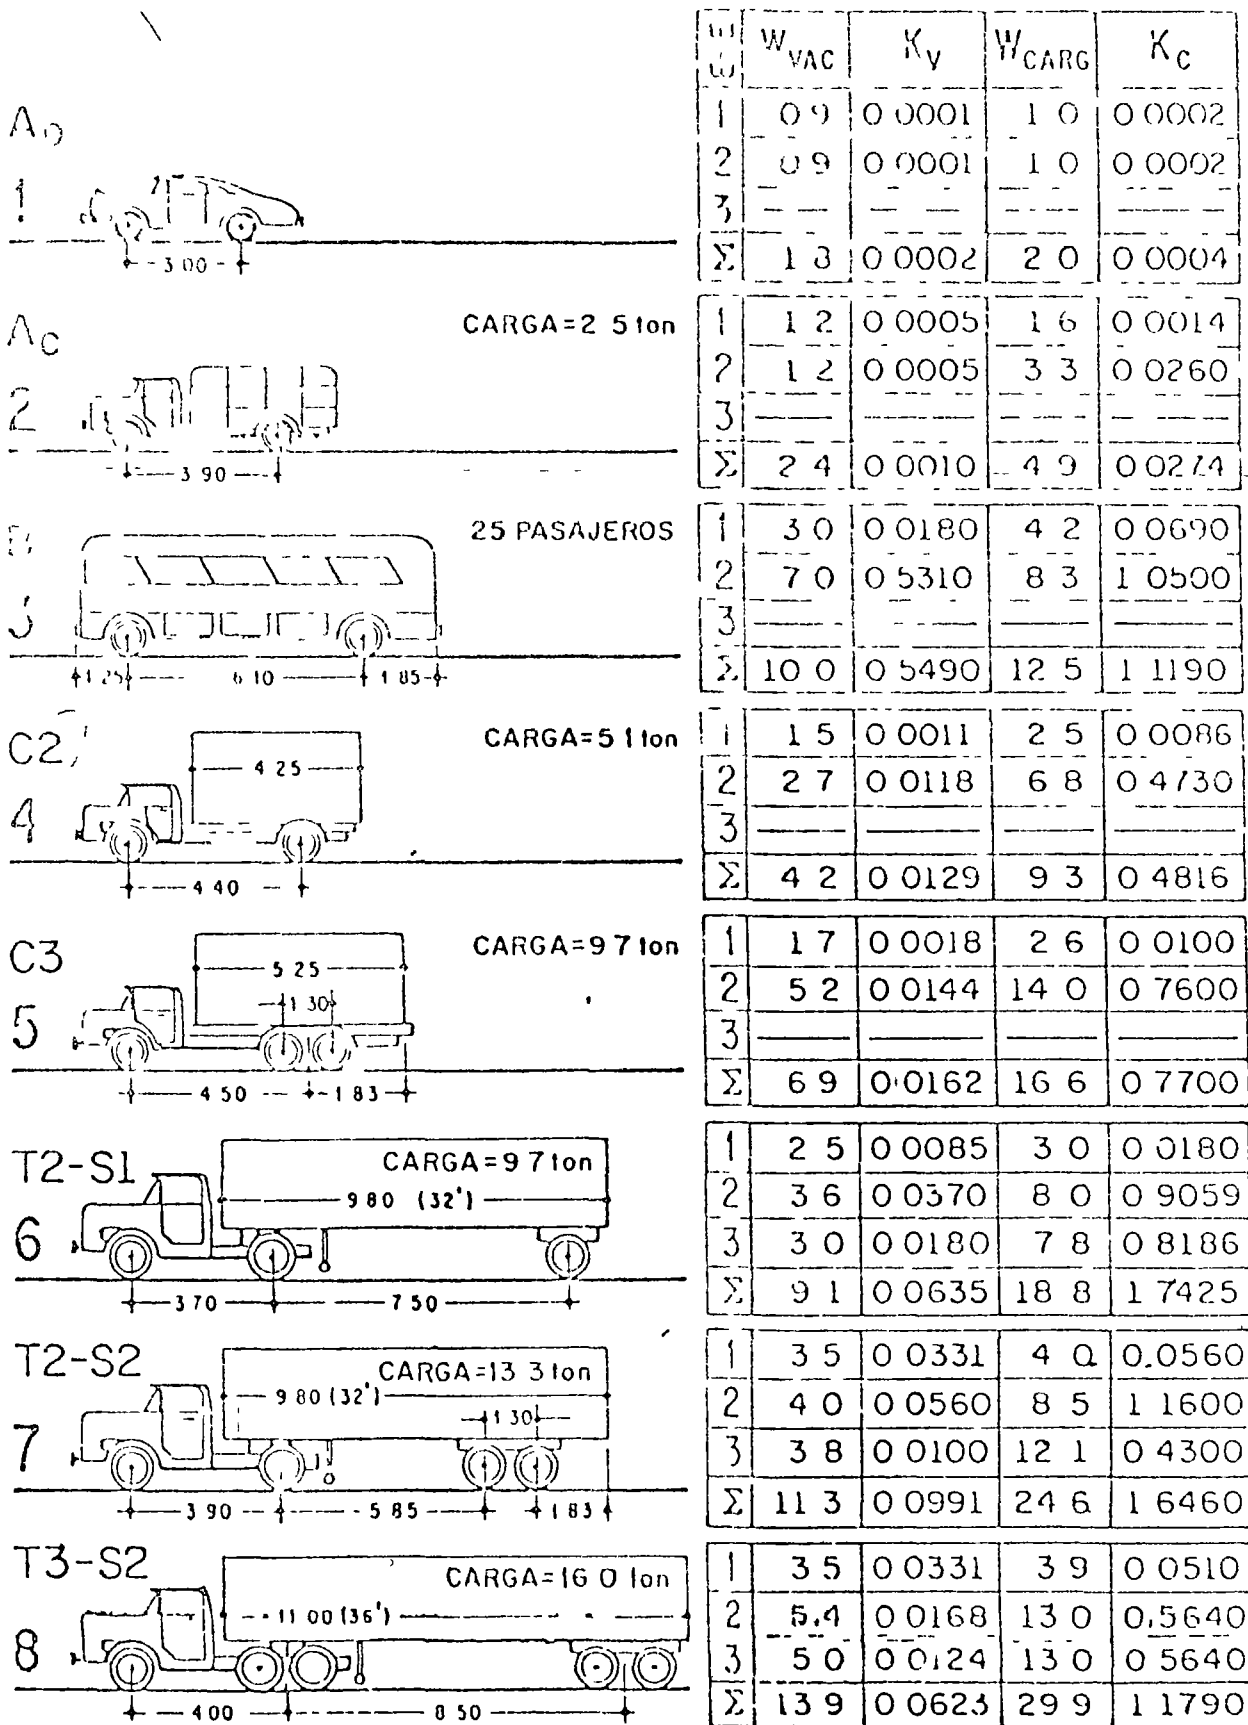 W VAC K V W CARG K C
A p
1
3 00
1 0 9 0 0001 1 0 0 0002
2 0 9 0 0001 1 0 0 0002
3 — — — —
Σ 1 8 0 0002 2 0 0 0004
A C
CARGA=2 5 ton
2
3 90
1 1 2 0 0005 1 6 0 0014
2 1 2 0 0005 3 3 0 0260
3 — — — —
Σ 2 4 0 0010 4 9 0 0274
B
25 PASAJEROS
3
1 25 6 10 1 85
1 3 0 0 0180 4 2 0 0690
2 7 0 0 5310 8 3 1 0500
3 — — — —
Σ 10 0 0 5490 12 5 1 1190
C2
CARGA=5 1 ton
4 25
4
4 40
1 1 5 0 0011 2 5 0 0086
2 2 7 0 0118 6 8 0 4730
3 — — — —
Σ 4 2 0 0129 9 3 0 4816
C3
CARGA=9 7 ton
5 25
1 30
5
4 50 1 83
1 1 7 0 0018 2 6 0 0100
2 5 2 0 0144 14 0 0 7600
3 — — — —
Σ 6 9 0 0162 16 6 0 7700
T2-S1
CARGA=9 7 ton
9 80 (32')
6
3 70 7 50
1 2 5 0 0085 3 0 0 0180
2 3 6 0 0370 8 0 0 9059
3 3 0 0 0180 7 8 0 8186
Σ 9 1 0 0635 18 8 1 7425
T2-S2
CARGA=13 3 ton
9 80 (32')
1 30
7
3 90 5 85 1 83
1 3 5 0 0331 4 0 0.0560
2 4 0 0 0560 8 5 1 1600
3 3 8 0 0100 12 1 0 4300
Σ 11 3 0 0991 24 6 1 6460
T3-S2
CARGA=16 0 ton
11 00 (36')
8
4 00 8 50
1 3 5 0 0331 3 9 0 0510
2 5.4 0 0168 13 0 0.5640
3 5 0 0 0124 13 0 0 5640
Σ 13 9 0 0623 29 9 1 1790